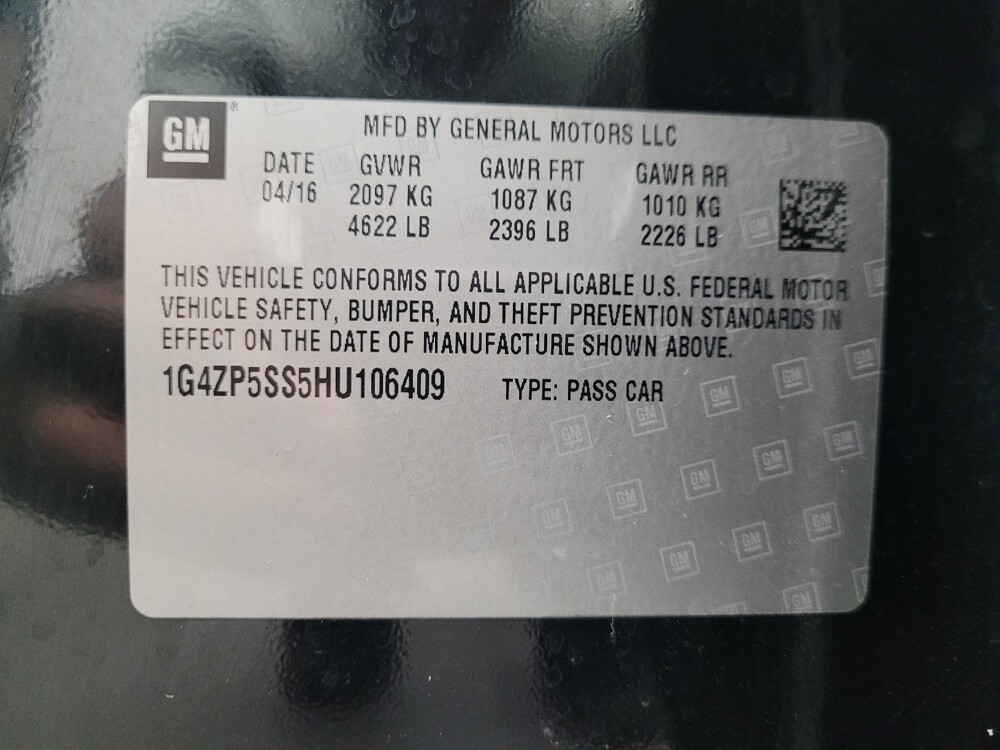 GM ®
MFD BY GENERAL MOTORS LLC
DATE GVWR GAWR FRT GAWR RR
04/16 2097 KG 1087 KG 1010 KG
4622 LB 2396 LB 2226 LB
THIS VEHICLE CONFORMS TO ALL APPLICABLE U.S. FEDERAL MOTOR
VEHICLE SAFETY, BUMPER, AND THEFT PREVENTION STANDARDS IN
EFFECT ON THE DATE OF MANUFACTURE SHOWN ABOVE.
1G4ZP5SS5HU106409 TYPE: PASS CAR